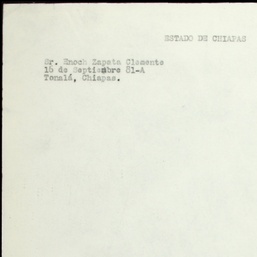 ESTADO DE CHIAPAS
Sr. Enoch Zapata Clemente
16 de Septiembre 81-A
Tonalá, Chiapas.